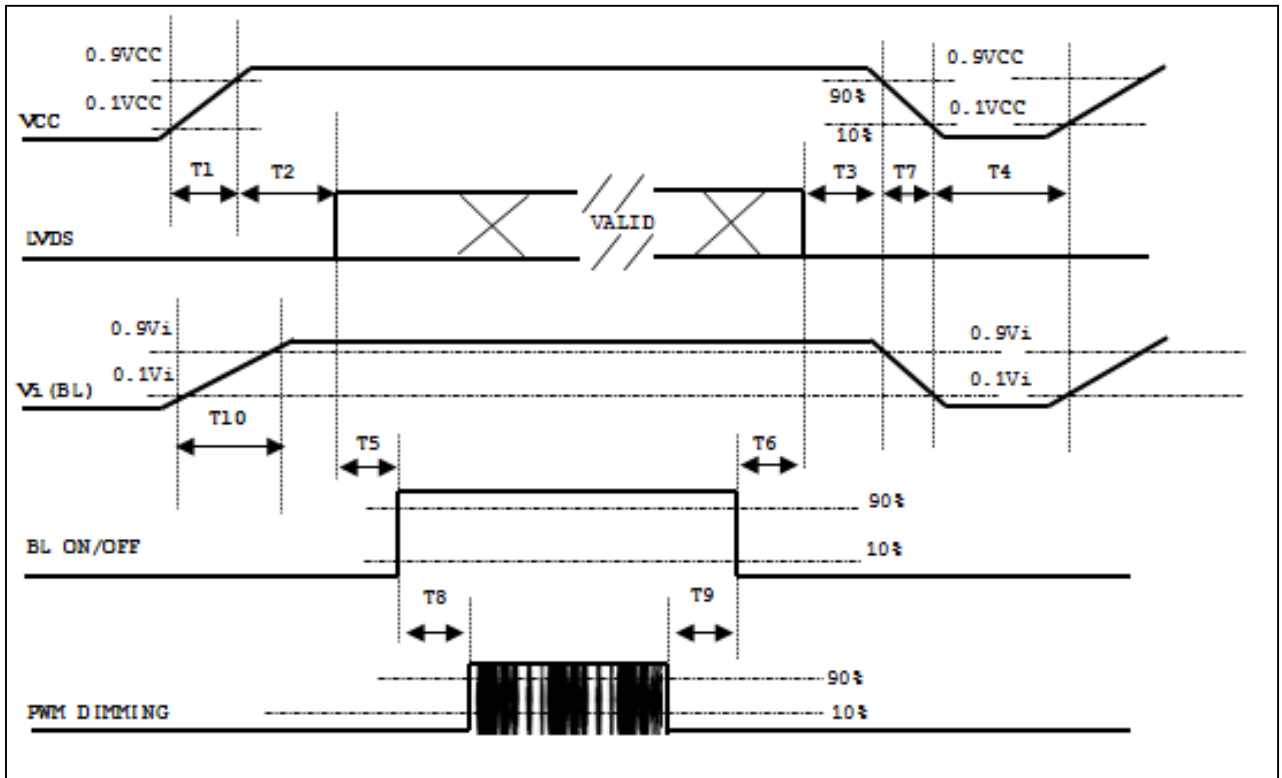 0.9VCC
0.1VCC
VCC
0.9VCC
90%
0.1VCC
10%
T1
T2
T3
T7
T4
VALID
LVDS
0.9Vi
0.1Vi
Vi(BL)
0.9Vi
0.1Vi
T10
T5
T6
90%
BL ON/OFF
10%
T8
T9
90%
PWM DIMMING
10%